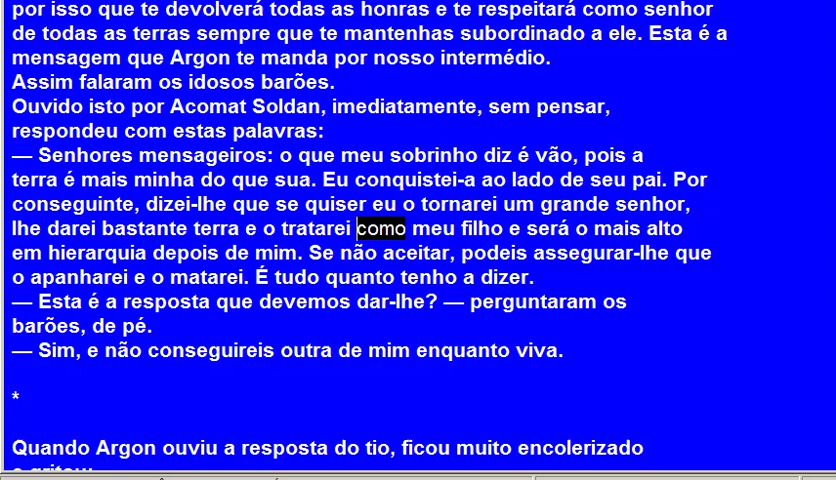 por isso que te devolverá todas as honras e te respeitará como senhor
de todas as terras sempre que te mantenhas subordinado a ele. Esta é a
mensagem que Argon te manda por nosso intermédio.
Assim falaram os idosos barões.
Ouvido isto por Acomat Soldan, imediatamente, sem pensar,
respondeu com estas palavras:
— Senhores mensageiros: o que meu sobrinho diz é vão, pois a
terra é mais minha do que sua. Eu conquistei-a ao lado de seu pai. Por
conseguinte, dizei-lhe que se quiser eu o tornarei um grande senhor,
lhe darei bastante terra e o tratarei como meu filho e será o mais alto
em hierarquia depois de mim. Se não aceitar, podeis assegurar-lhe que
o apanharei e o matarei. É tudo quanto tenho a dizer.
— Esta é a resposta que devemos dar-lhe? — perguntaram os
barões, de pé.
— Sim, e não conseguireis outra de mim enquanto viva.
*
Quando Argon ouviu a resposta do tio, ficou muito encolerizado